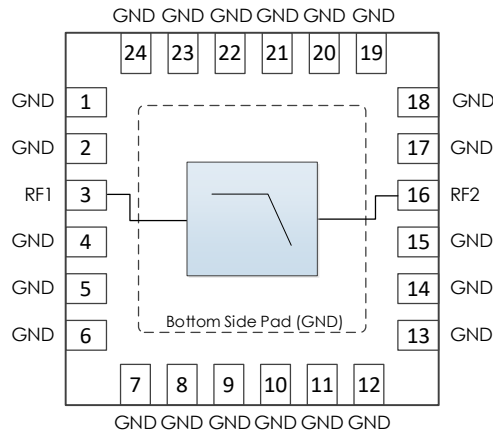 GND GND GND GND GND GND
24 23 22 21 20 19
GND 1 18 GND
GND 2 17 GND
RF1 3 16 RF2
GND 4 15 GND
GND 5 14 GND
Bottom Side Pad (GND)
GND 6 13 GND
7 8 9 10 11 12
GND GND GND GND GND GND